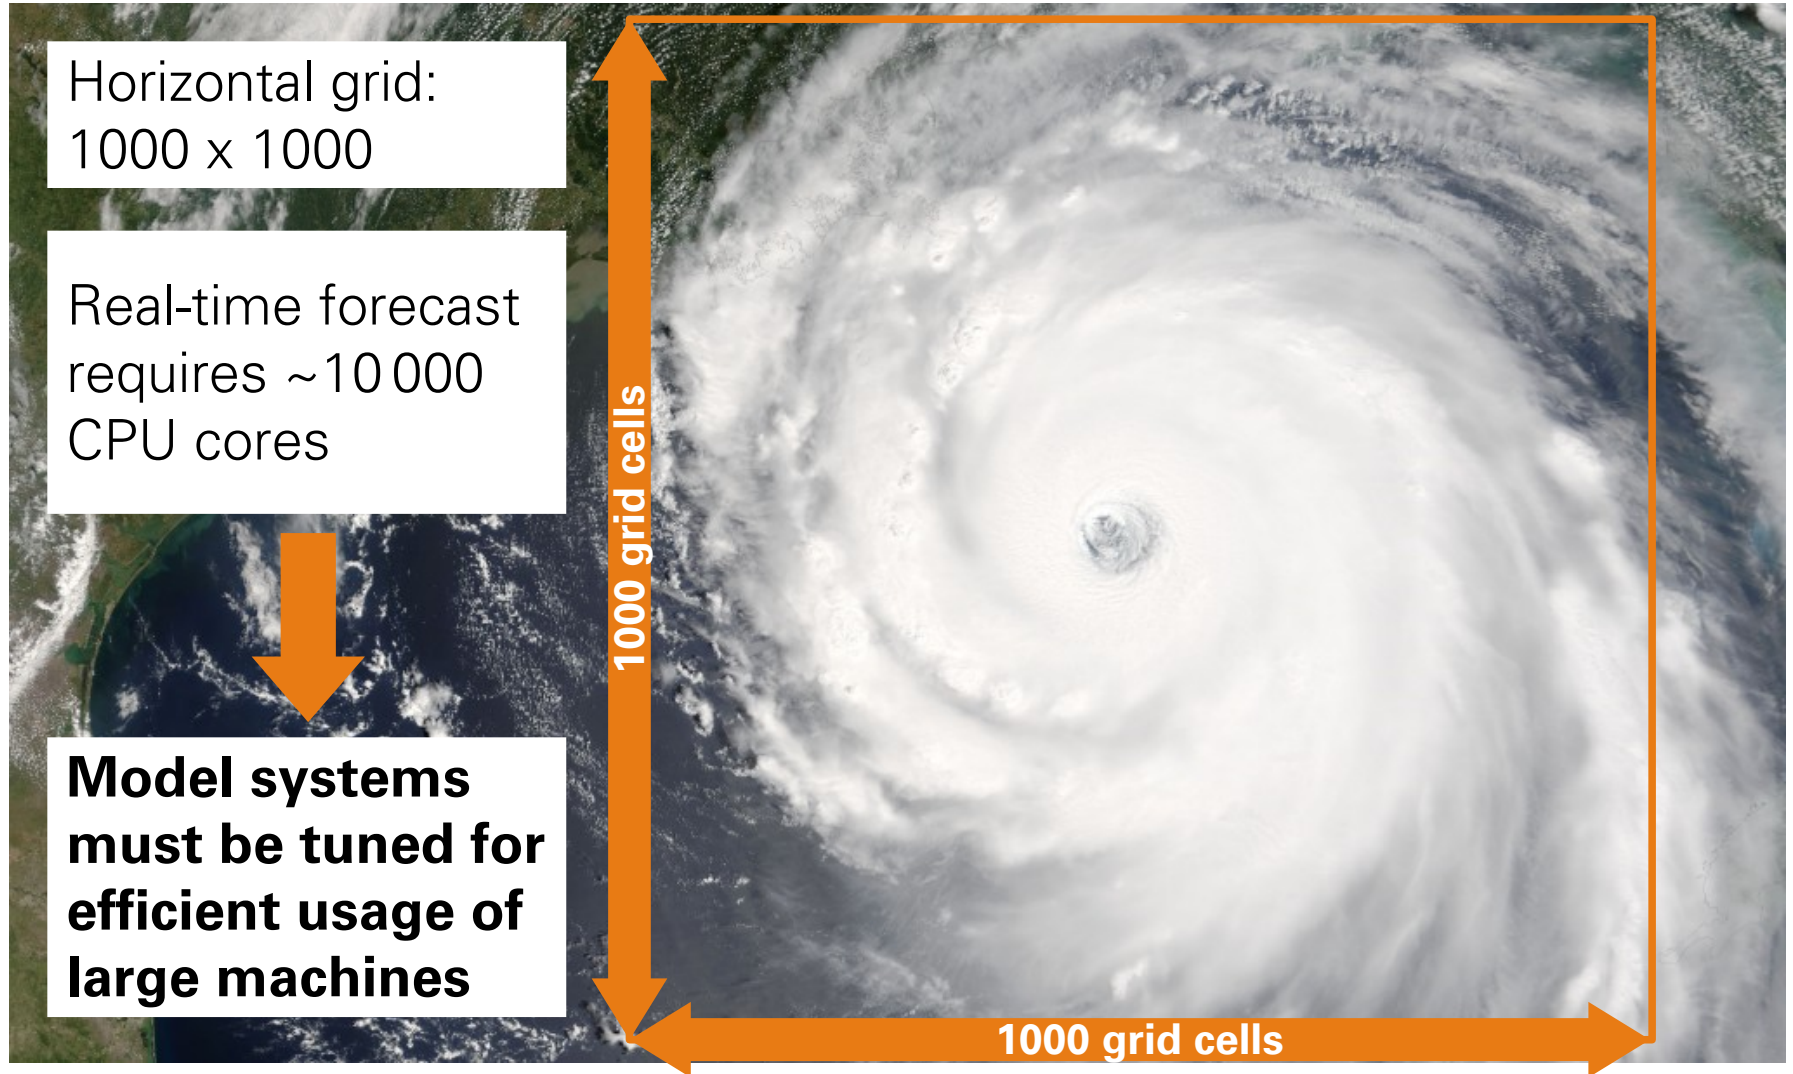 Horizontal grid:
1000 x 1000
Real-time forecast
requires ~10 000
CPU cores
Model systems
must be tuned for
efficient usage of
large machines
1000 grid cells
1000 grid cells